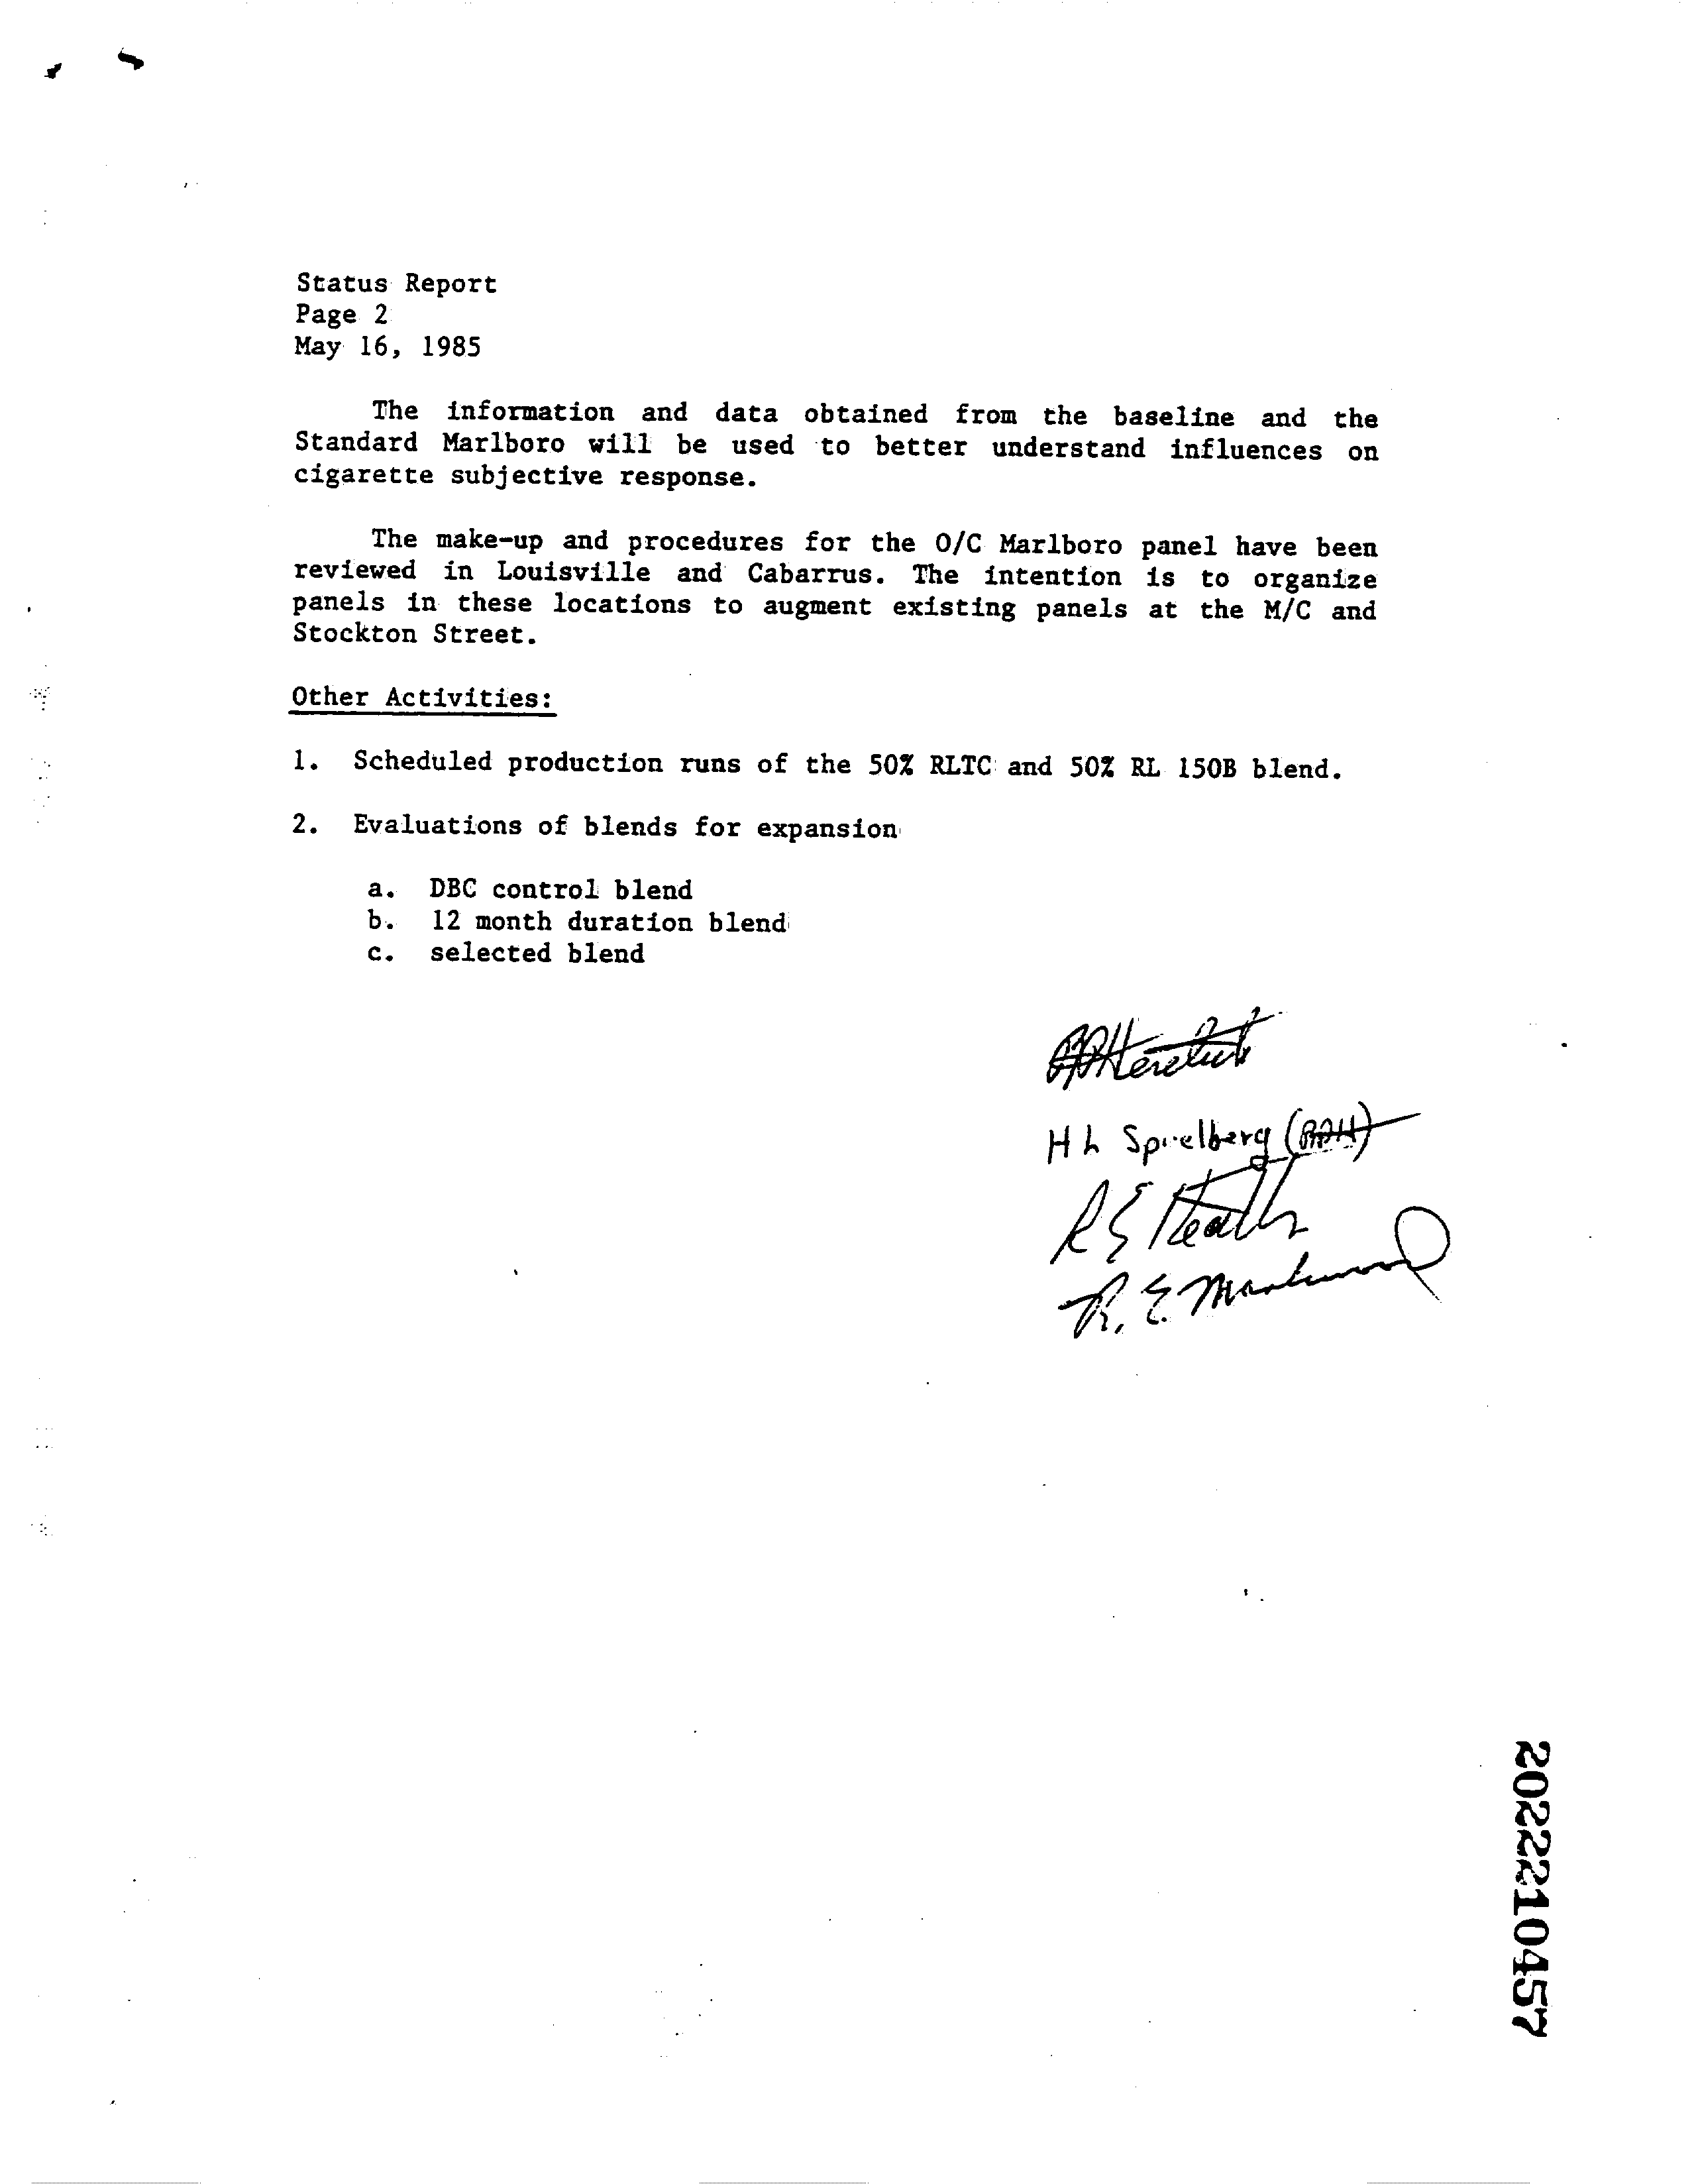 Status Report
Page 2
May 16, 1985
The information and data obtained from the baseline and the
Standard Marlboro will be used to better understand influences on
cigarette subjective response.
The make-up and procedures for the O/C Marlboro panel have been
reviewed in Louisville and Cabarrus. The intention is to organize
panels in these locations to augment existing panels at the M/C and
Stockton Street.
Other Activities:
1. Scheduled production runs of the 50% RLTC and 50% RL 150B blend.
2. Evaluations of blends for expansion
a. DBC control blend
b. 12 month duration blend
c. selected blend
H L Spielberg
R E Heath
R. E.
2022210457